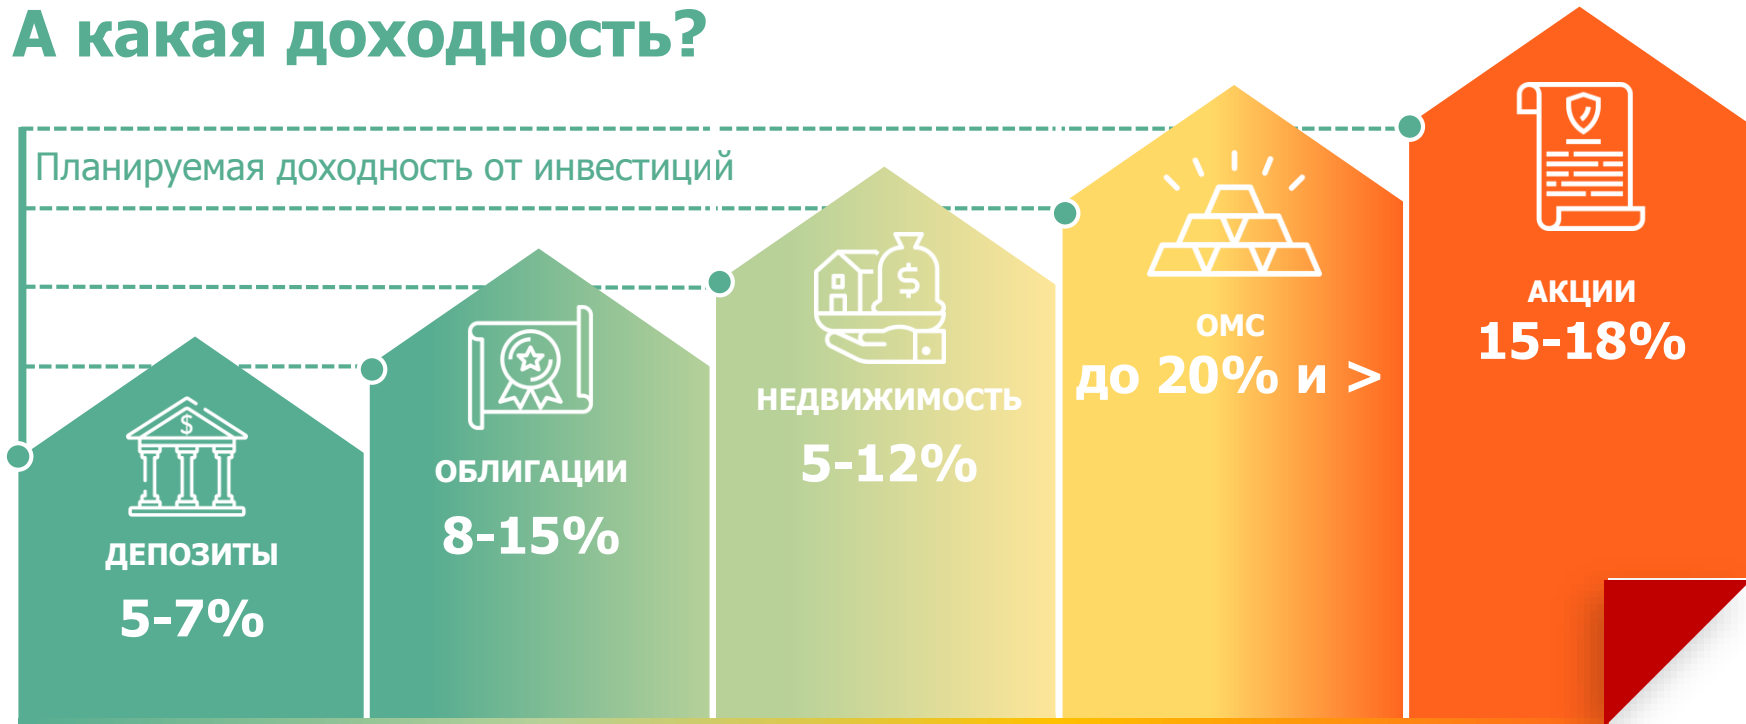 А какая доходность?
Планируемая доходность от инвестиций
ДЕПОЗИТЫ
5-7%
ОБЛИГАЦИИ
8-15%
НЕДВИЖИМОСТЬ
5-12%
ОМС
до 20% и >
АКЦИИ
15-18%